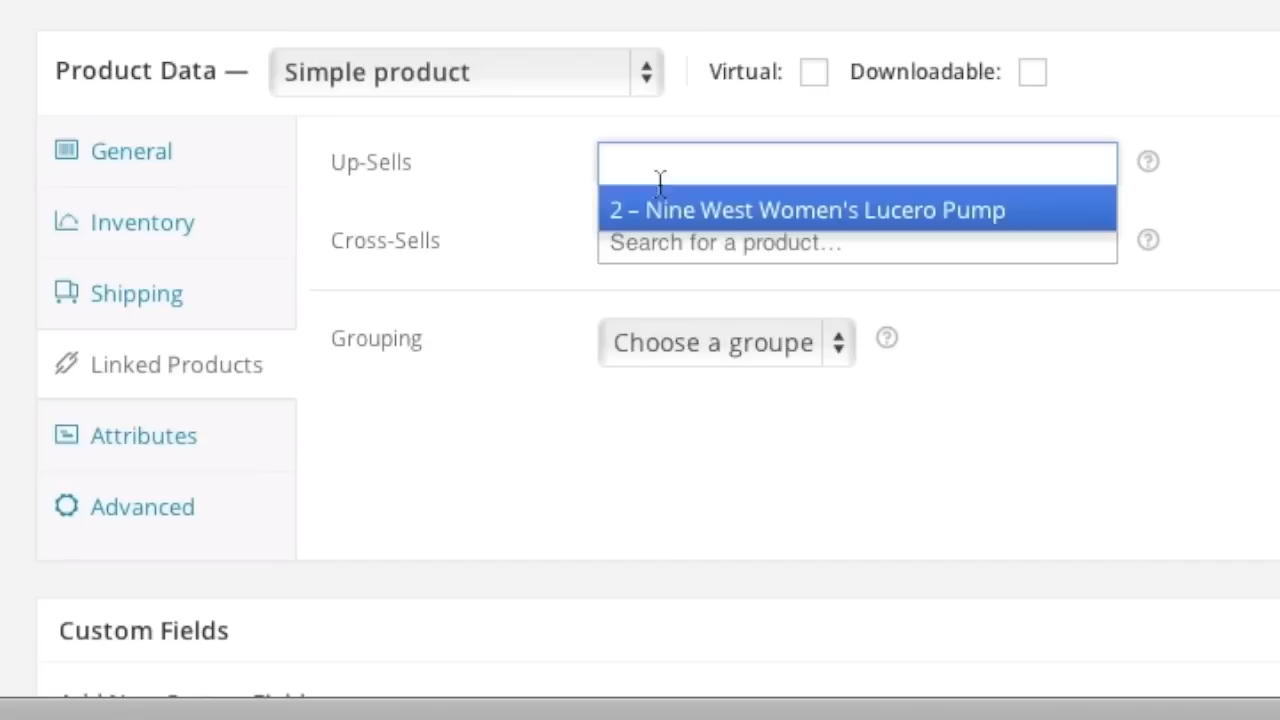 Product Data — Simple product Virtual: Downloadable:
General
Inventory
Shipping
Linked Products
Attributes
Advanced
Up-Sells
2 – Nine West Women's Lucero Pump
Cross-Sells Search for a product…
Grouping Choose a groupe
Custom Fields